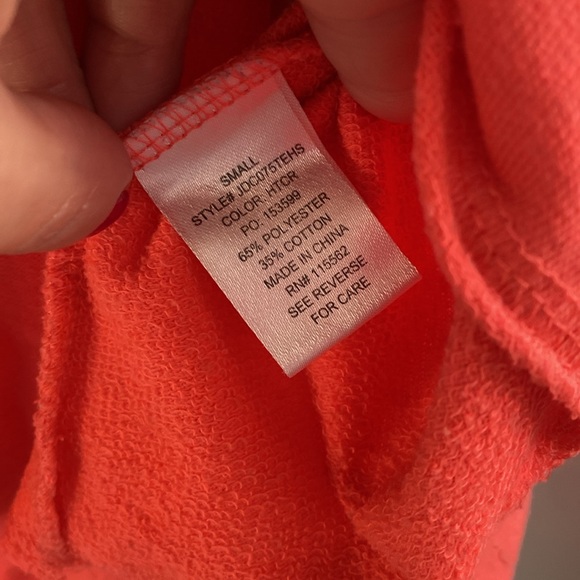 SMALL
STYLE# JDC075TEHS
COLOR: HTCR
PO: 153599
65% POLYESTER
35% COTTON
MADE IN CHINA
RN# 115562
SEE REVERSE
FOR CARE